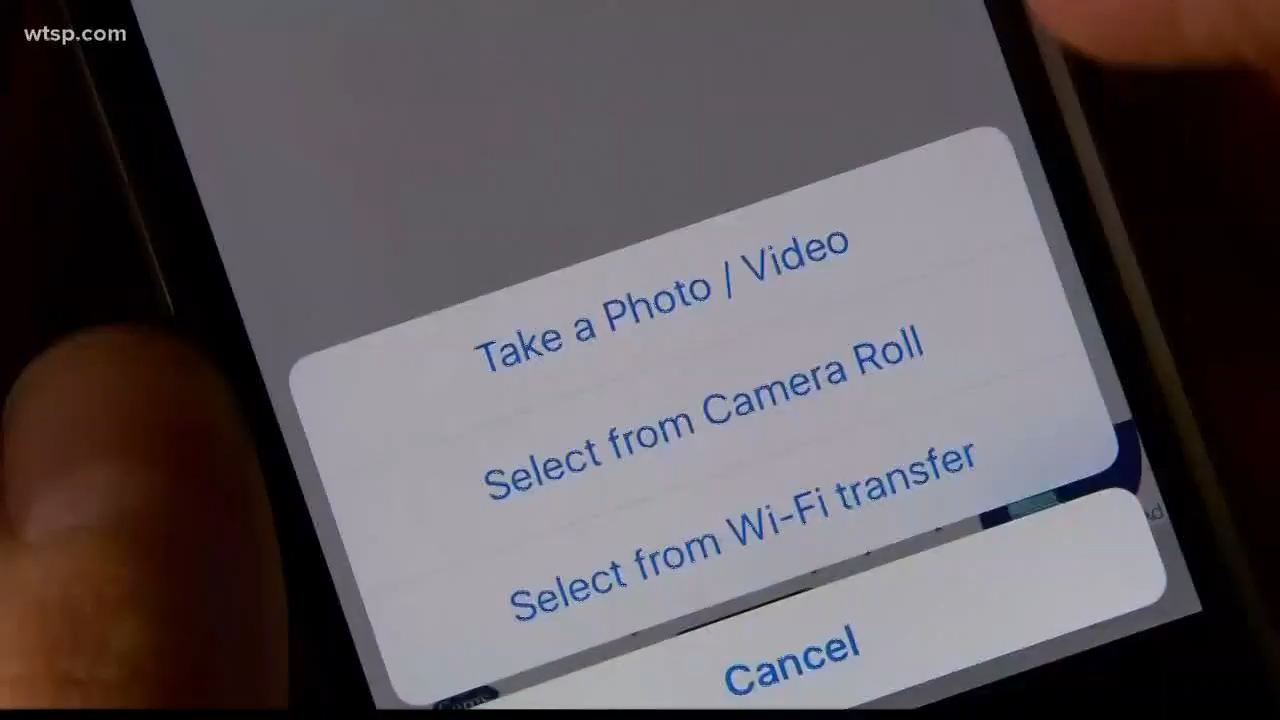 wtsp.com
Take a Photo / Video
Select from Camera Roll
Select from Wi-Fi transfer
Cancel